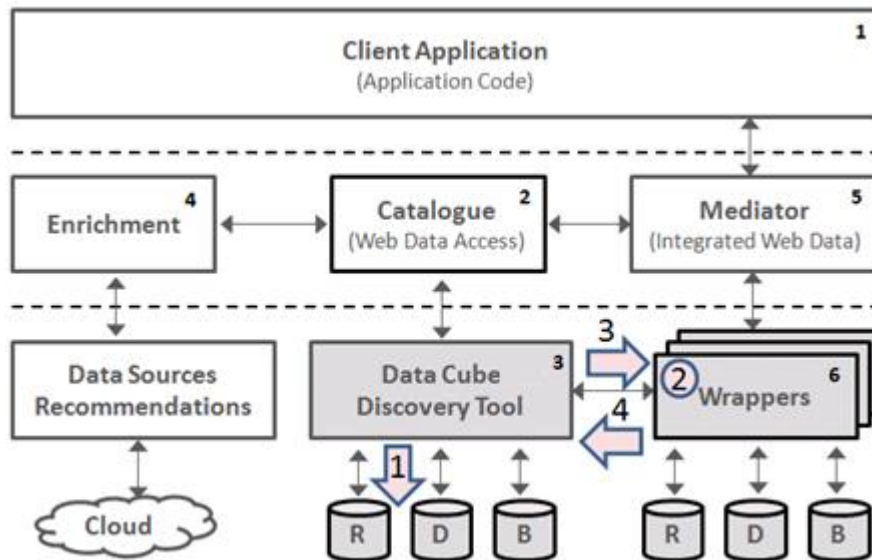 Client Application
1
(Application Code)
Enrichment
4
Catalogue
2
(Web Data Access)
Mediator
5
(Integrated Web Data)
Data Sources
Recommendations
Data Cube
3
Discovery Tool
3
4
2
Wrappers
6
1
Cloud
R
D
B
R
D
B